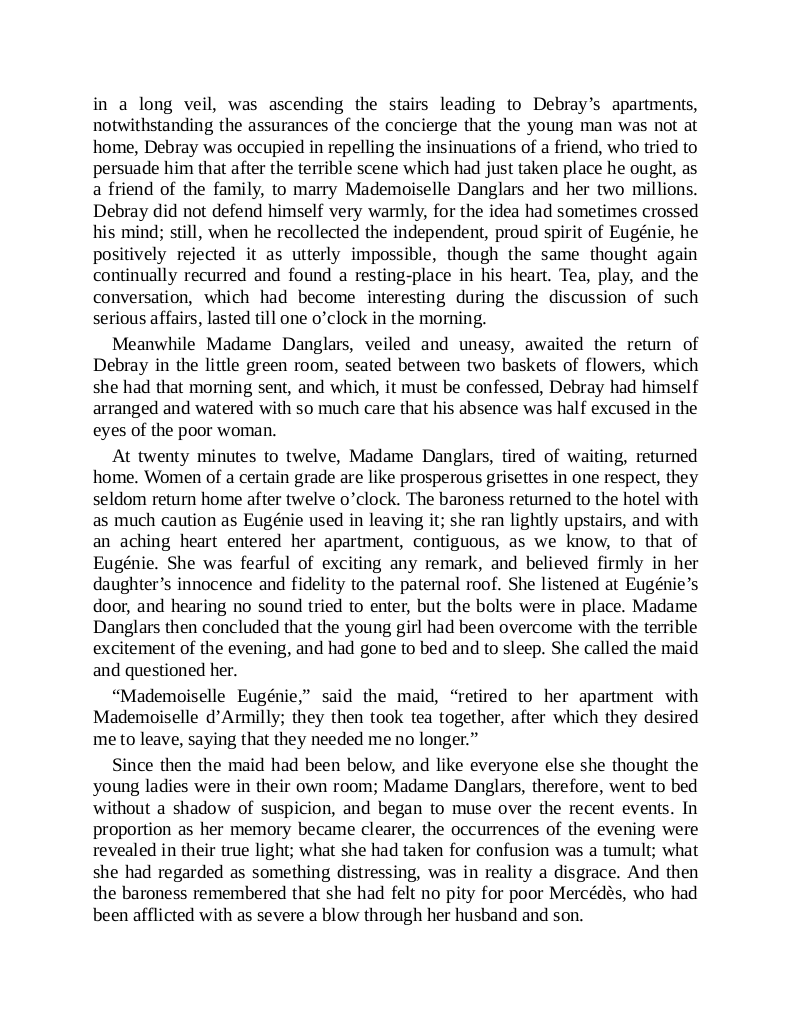 in a long veil, was ascending the stairs leading to Debray’s apartments,
notwithstanding the assurances of the concierge that the young man was not at
home, Debray was occupied in repelling the insinuations of a friend, who tried to
persuade him that after the terrible scene which had just taken place he ought, as
a friend of the family, to marry Mademoiselle Danglars and her two millions.
Debray did not defend himself very warmly, for the idea had sometimes crossed
his mind; still, when he recollected the independent, proud spirit of Eugénie, he
positively rejected it as utterly impossible, though the same thought again
continually recurred and found a resting-place in his heart. Tea, play, and the
conversation, which had become interesting during the discussion of such
serious affairs, lasted till one o’clock in the morning.
Meanwhile Madame Danglars, veiled and uneasy, awaited the return of
Debray in the little green room, seated between two baskets of flowers, which
she had that morning sent, and which, it must be confessed, Debray had himself
arranged and watered with so much care that his absence was half excused in the
eyes of the poor woman.
At twenty minutes to twelve, Madame Danglars, tired of waiting, returned
home. Women of a certain grade are like prosperous grisettes in one respect, they
seldom return home after twelve o’clock. The baroness returned to the hotel with
as much caution as Eugénie used in leaving it; she ran lightly upstairs, and with
an aching heart entered her apartment, contiguous, as we know, to that of
Eugénie. She was fearful of exciting any remark, and believed firmly in her
daughter’s innocence and fidelity to the paternal roof. She listened at Eugénie’s
door, and hearing no sound tried to enter, but the bolts were in place. Madame
Danglars then concluded that the young girl had been overcome with the terrible
excitement of the evening, and had gone to bed and to sleep. She called the maid
and questioned her.
“Mademoiselle Eugénie,” said the maid, “retired to her apartment with
Mademoiselle d’Armilly; they then took tea together, after which they desired
me to leave, saying that they needed me no longer.”
Since then the maid had been below, and like everyone else she thought the
young ladies were in their own room; Madame Danglars, therefore, went to bed
without a shadow of suspicion, and began to muse over the recent events. In
proportion as her memory became clearer, the occurrences of the evening were
revealed in their true light; what she had taken for confusion was a tumult; what
she had regarded as something distressing, was in reality a disgrace. And then
the baroness remembered that she had felt no pity for poor Mercédès, who had
been afflicted with as severe a blow through her husband and son.